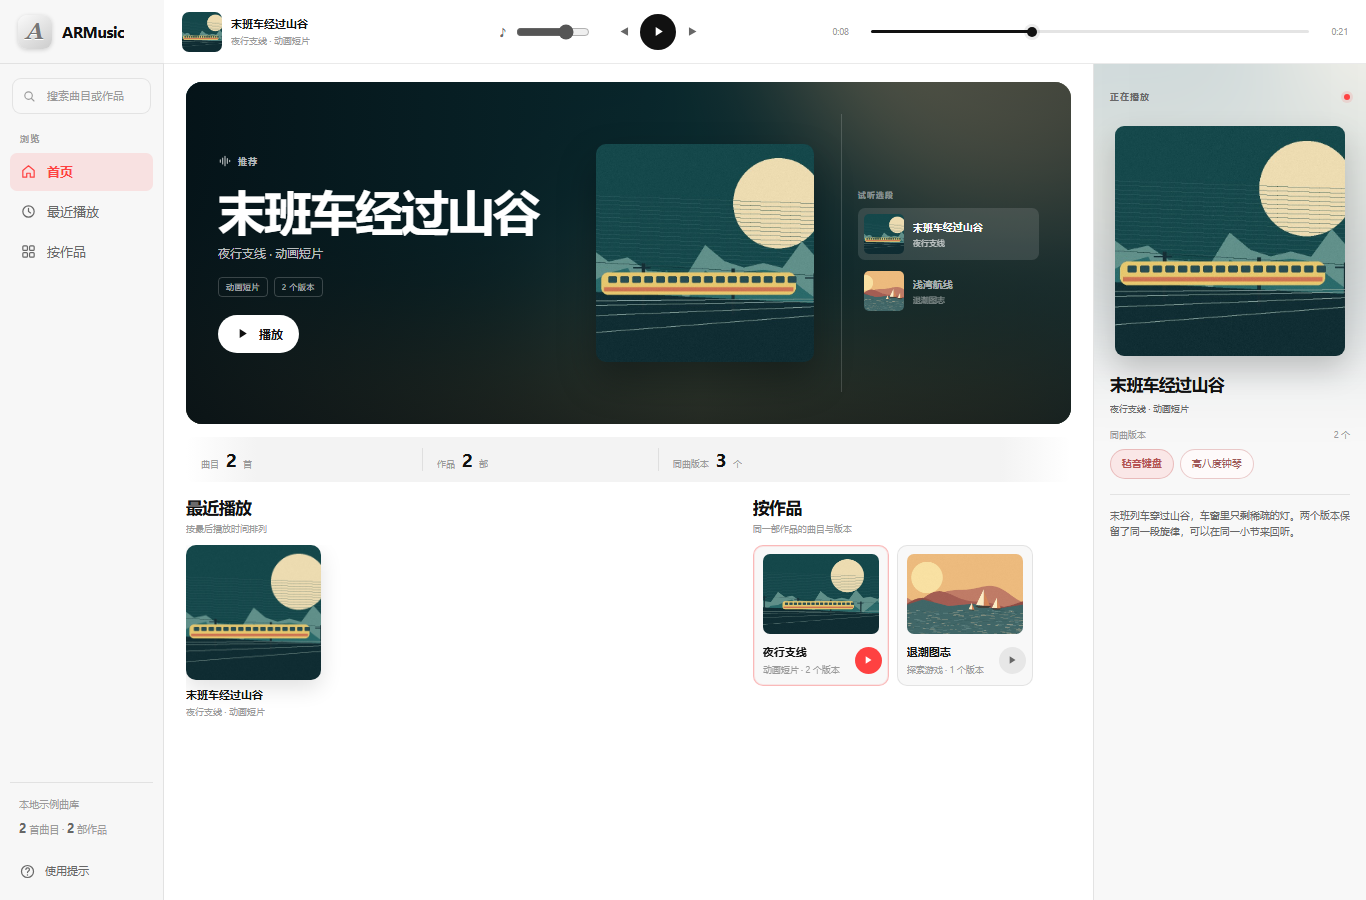 A ARMusic
末班车经过山谷
夜行支线 · 动画短片
0:08
0:21
搜索曲目或作品
浏览
首页
最近播放
按作品
本地示例曲库
2 首曲目 · 2 部作品
使用提示
推荐
末班车经过山谷
夜行支线 · 动画短片
动画短片
2 个版本
播放
试听选段
末班车经过山谷
夜行支线
浅湾航线
退潮图志
曲目 2 首
作品 2 部
同曲版本 3 个
最近播放
按最后播放时间排列
末班车经过山谷
夜行支线 · 动画短片
按作品
同一部作品的曲目与版本
夜行支线
动画短片 · 2 个版本
退潮图志
探索游戏 · 1 个版本
正在播放
末班车经过山谷
夜行支线 · 动画短片
同曲版本
2 个
毡音键盘
高八度钟琴
末班列车穿过山谷，车窗里只剩稀疏的灯。两个版本保
留了同一段旋律，可以在同一小节来回听。